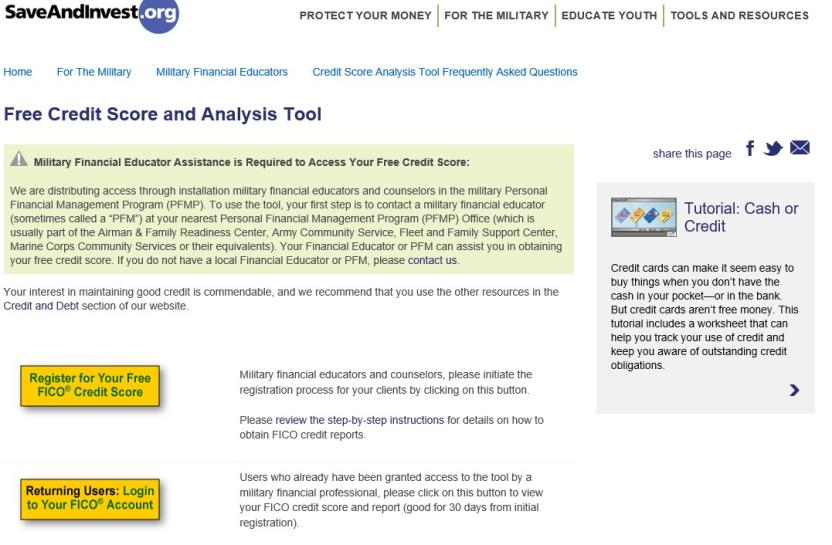 SaveAndInvest.org
PROTECT YOUR MONEY FOR THE MILITARY EDUCATE YOUTH TOOLS AND RESOURCES
Home For The Military Military Financial Educators Credit Score Analysis Tool Frequently Asked Questions
Free Credit Score and Analysis Tool
share this page
Military Financial Educator Assistance is Required to Access Your Free Credit Score:
We are distributing access through installation military financial educators and counselors in the military Personal
Financial Management Program (PFMP). To use the tool, your first step is to contact a military financial educator
(sometimes called a “PFM”) at your nearest Personal Financial Management Program (PFMP) Office (which is
usually part of the Airman & Family Readiness Center, Army Community Service, Fleet and Family Support Center,
Marine Corps Community Services or their equivalents). Your Financial Educator or PFM can assist you in obtaining
your free credit score. If you do not have a local Financial Educator or PFM, please contact us.
Your interest in maintaining good credit is commendable, and we recommend that you use the other resources in the
Credit and Debt section of our website.
Tutorial: Cash or
Credit
Credit cards can make it seem easy to
buy things when you don’t have the
cash in your pocket—or in the bank.
But credit cards aren’t free money. This
tutorial includes a worksheet that can
help you track your use of credit and
keep you aware of outstanding credit
obligations.
Register for Your Free
FICO® Credit Score
Military financial educators and counselors, please initiate the
registration process for your clients by clicking on this button.
Please review the step-by-step instructions for details on how to
obtain FICO credit reports.
Returning Users: Login
to Your FICO® Account
Users who already have been granted access to the tool by a
military financial professional, please click on this button to view
your FICO credit score and report (good for 30 days from initial
registration).